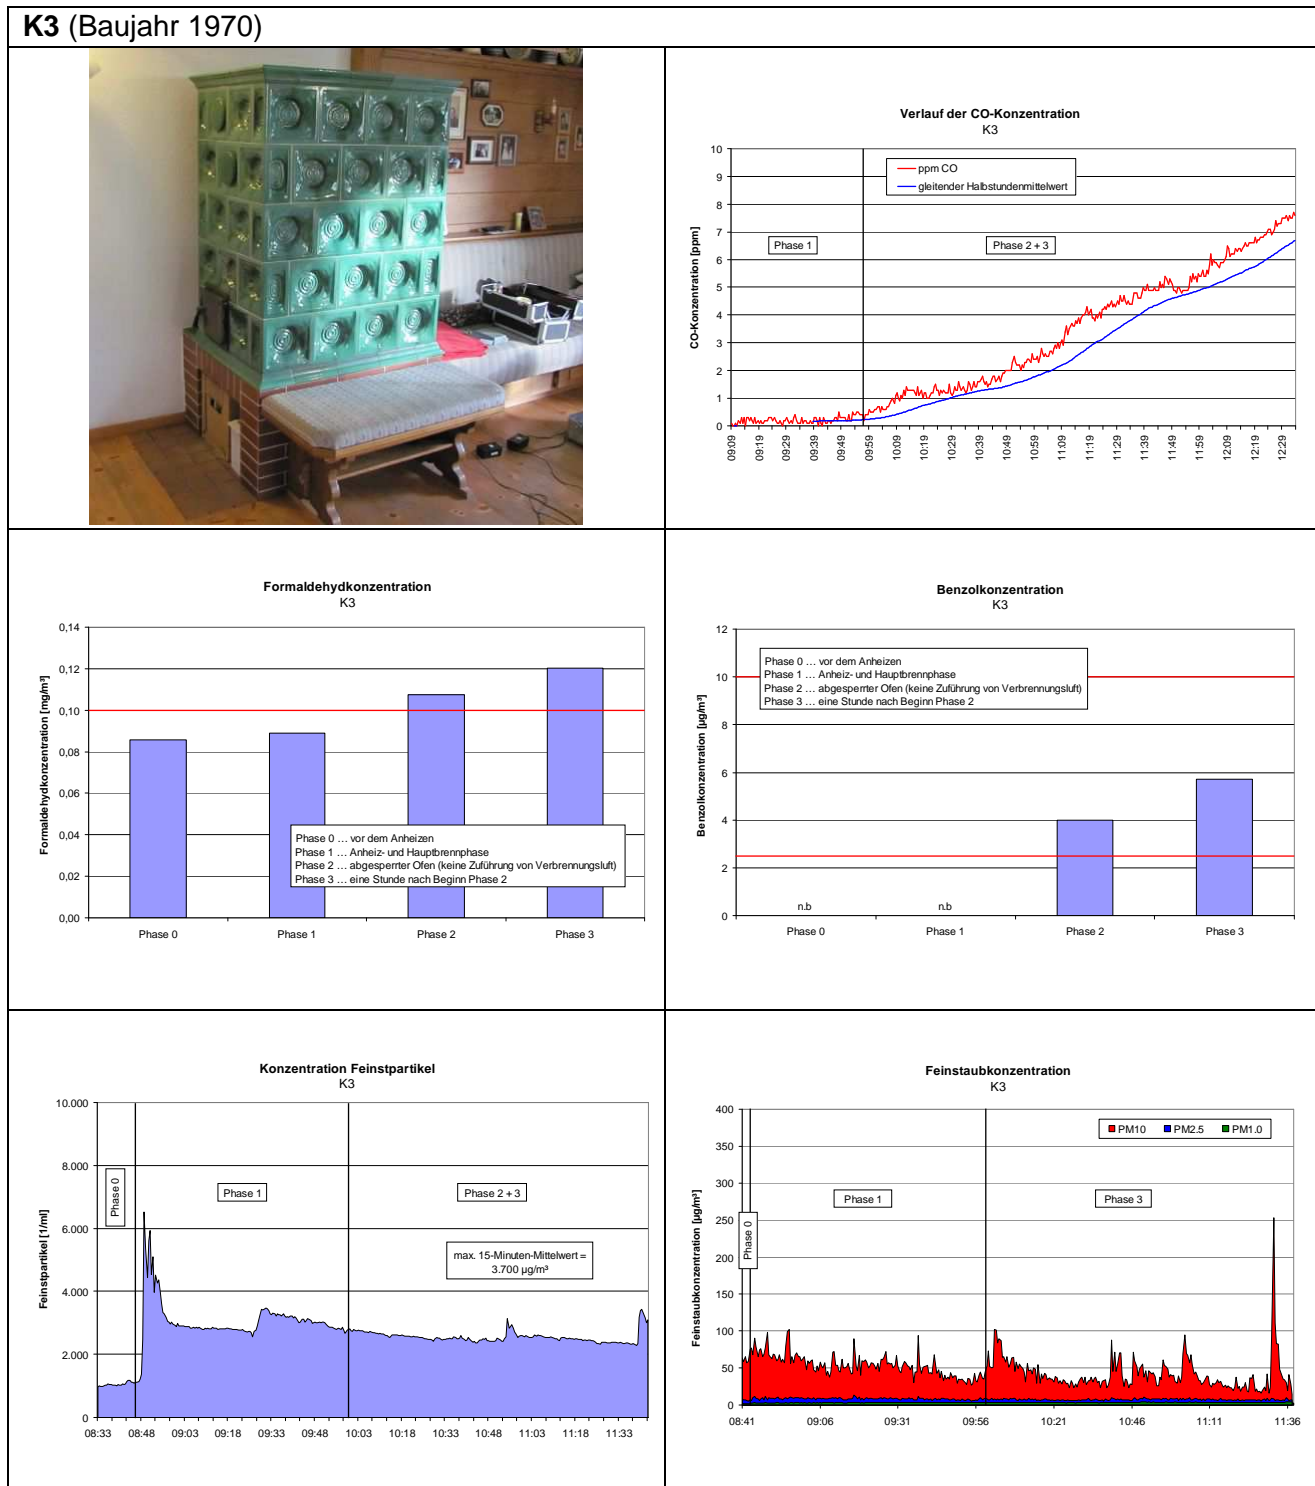 K3 (Baujahr 1970)
Verlauf der CO-Konzentration
K3
CO-Konzentration [ppm]
10
9
8
7
6
5
4
3
2
1
0
ppm CO
gleitender Halbstundenmittelwert
Phase 1
Phase 2 + 3
09:09
09:19
09:29
09:39
09:49
09:59
10:09
10:19
10:29
10:39
10:49
10:59
11:09
11:19
11:29
11:39
11:49
11:59
12:09
12:19
12:29
Formaldehydkonzentration
K3
Formaldehydkonzentration [mg/m³]
0,14
0,12
0,10
0,08
0,06
0,04
0,02
0,00
Phase 0 … vor dem Anheizen
Phase 1 … Anheiz- und Hauptbrennphase
Phase 2 … abgesperrter Ofen (keine Zuführung von Verbrennungsluft)
Phase 3 … eine Stunde nach Beginn Phase 2
Phase 0
Phase 1
Phase 2
Phase 3
Benzolkonzentration
K3
Benzolkonzentration [µg/m³]
12
10
8
6
4
2
0
Phase 0 … vor dem Anheizen
Phase 1 … Anheiz- und Hauptbrennphase
Phase 2 … abgesperrter Ofen (keine Zuführung von Verbrennungsluft)
Phase 3 … eine Stunde nach Beginn Phase 2
n.b
n.b
Phase 0
Phase 1
Phase 2
Phase 3
Konzentration Feinstpartikel
K3
Feinstpartikel [1/ml]
10.000
8.000
6.000
4.000
2.000
0
Phase 0
Phase 1
Phase 2 + 3
max. 15-Minuten-Mittelwert =
3.700 µg/m³
08:33
08:48
09:03
09:18
09:33
09:48
10:03
10:18
10:33
10:48
11:03
11:18
11:33
Feinstaubkonzentration
K3
Feinstaubkonzentration [µg/m³]
400
350
300
250
200
150
100
50
0
PM10
PM2.5
PM1.0
Phase 0
Phase 1
Phase 3
08:41
09:06
09:31
09:56
10:21
10:46
11:11
11:36